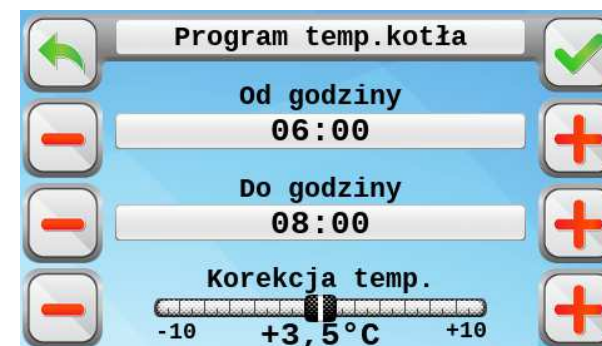 Program temp.kotła
Od godziny
06:00
Do godziny
08:00
Korekcja temp.
-10 +3,5°C +10